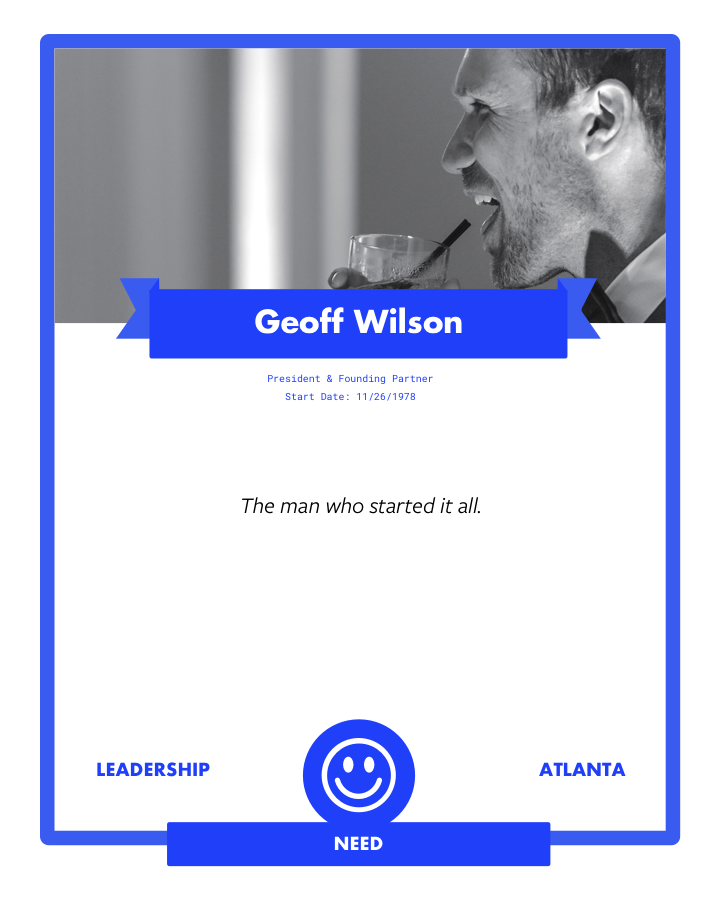 Geoff Wilson
President & Founding Partner
Start Date: 11/26/1978
The man who started it all.
LEADERSHIP
ATLANTA
NEED